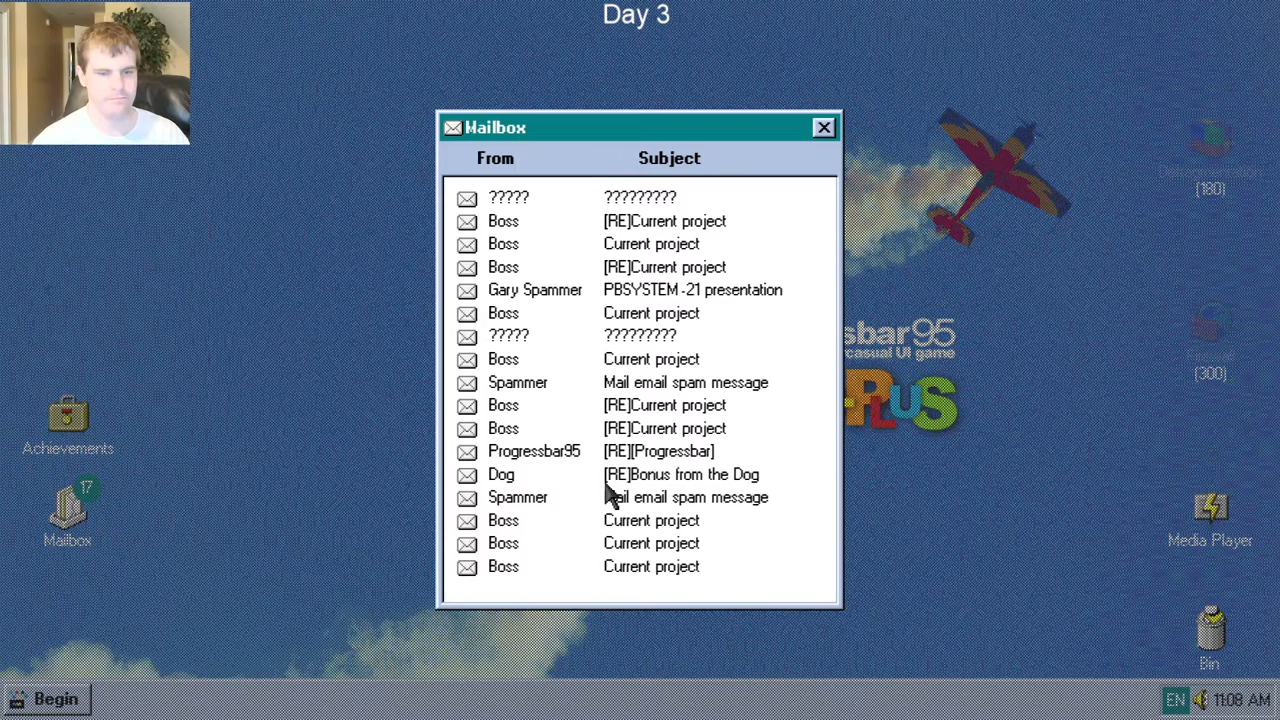 Day 3
Mailbox
From Subject
????? ?????????
Boss [RE]Current project
Boss Current project
Boss [RE]Current project
Gary Spammer PBSYSTEM -21 presentation
Boss Current project
????? ?????????
Boss Current project
Spammer Mail email spam message
Boss [RE]Current project
Boss [RE]Current project
Progressbar95 [RE][Progressbar]
Dog [RE]Bonus from the Dog
Spammer email spam message
Boss Current project
Boss Current project
Boss Current project
(180)
sbar95
rcasual UI game
PLUS
(300)
Achievements
17
Mailbox
Media Player
Bin
Begin
EN 11:08 AM